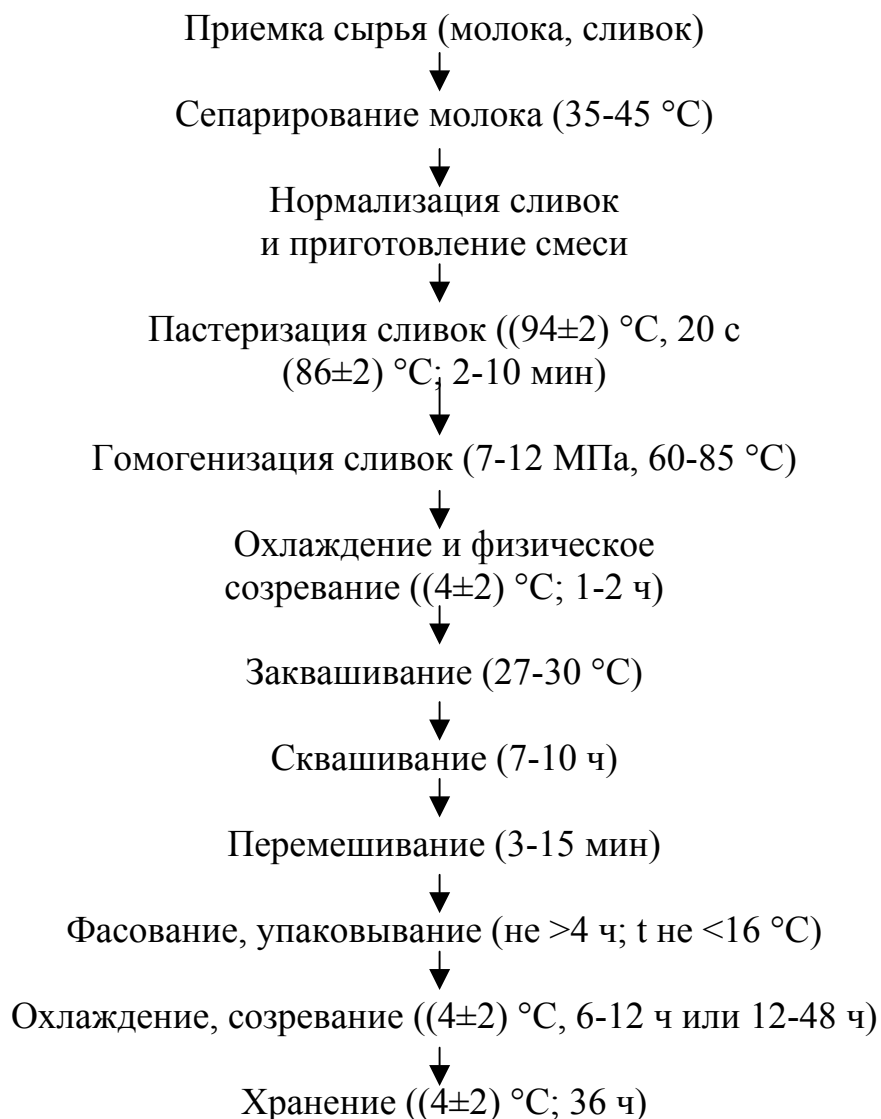 Приемка сырья (молока, сливок)
Сепарирование молока (35-45 °С)
Нормализация сливок
и приготовление смеси
Пастеризация сливок ((94±2) °С, 20 с
(86±2) °С; 2-10 мин)
Гомогенизация сливок (7-12 МПа, 60-85 °С)
Охлаждение и физическое
созревание ((4±2) °С; 1-2 ч)
Заквашивание (27-30 °С)
Сквашивание (7-10 ч)
Перемешивание (3-15 мин)
Фасование, упаковывание (не >4 ч; t не <16 °С)
Охлаждение, созревание ((4±2) °С, 6-12 ч или 12-48 ч)
Хранение ((4±2) °С; 36 ч)